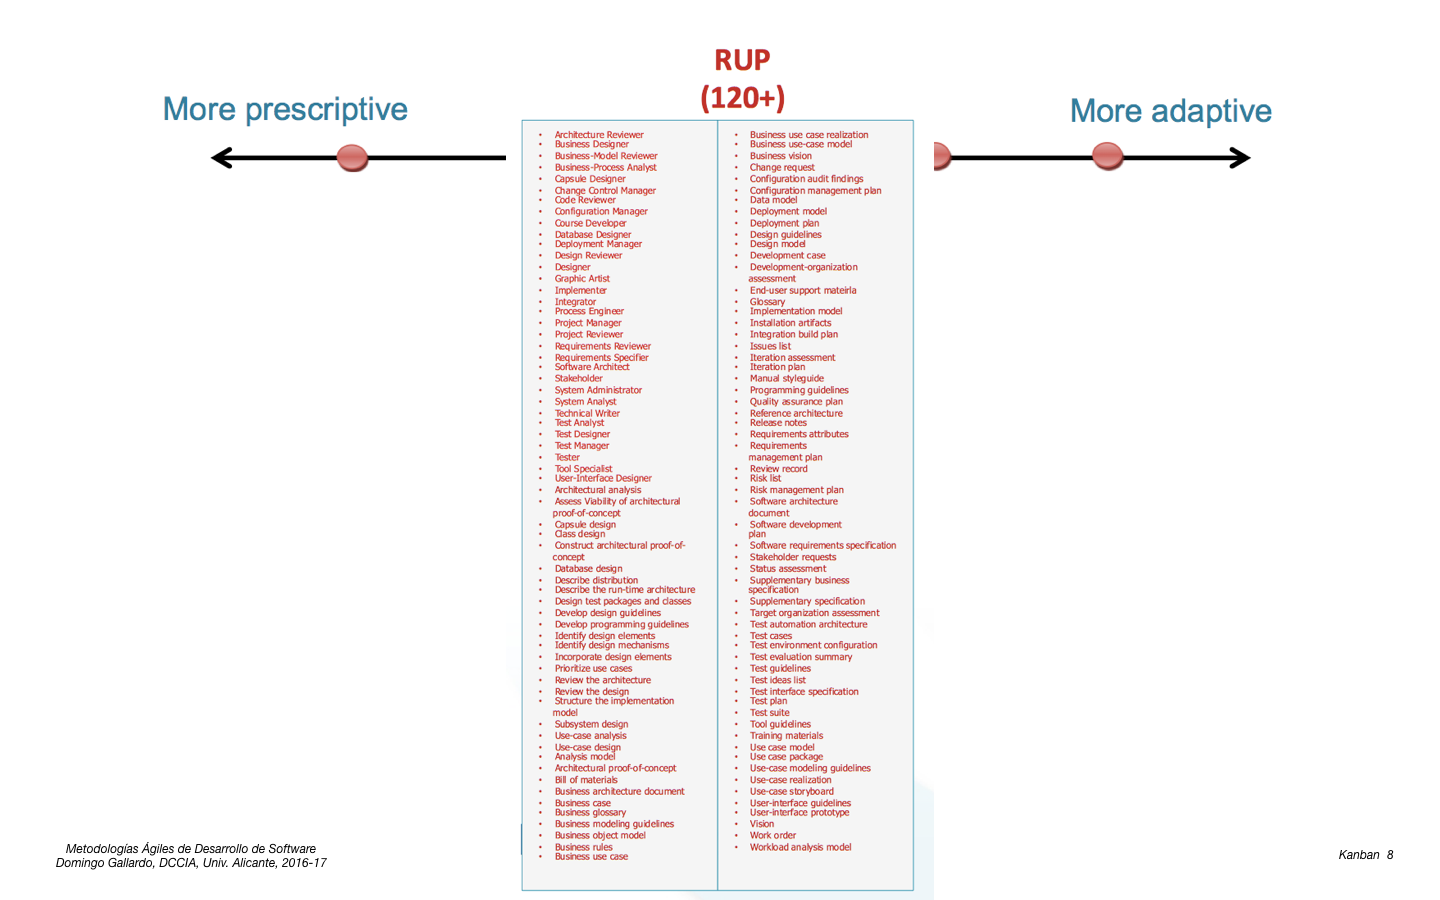 RUP
(120+)
More prescriptive
More adaptive
• Architecture Reviewer
• Business Designer
• Business-Model Reviewer
• Business-Process Analyst
• Capsule Designer
• Change Control Manager
• Code Reviewer
• Configuration Manager
• Course Developer
• Database Designer
• Deployment Manager
• Design Reviewer
• Designer
• Graphic Artist
• Implementer
• Integrator
• Process Engineer
• Project Manager
• Project Reviewer
• Requirements Reviewer
• Requirements Specifier
• Software Architect
• Stakeholder
• System Administrator
• System Analyst
• Technical Writer
• Test Analyst
• Test Designer
• Test Manager
• Tester
• Tool Specialist
• User-Interface Designer
• Architectural analysis
• Assess Viability of architectural
proof-of-concept
• Capsule design
• Class design
• Construct architectural proof-of-
concept
• Database design
• Describe distribution
• Describe the run-time architecture
• Design test packages and classes
• Develop design guidelines
• Develop programming guidelines
• Identify design elements
• Identify design mechanisms
• Incorporate design elements
• Prioritize use cases
• Review the architecture
• Review the design
• Structure the implementation
model
• Subsystem design
• Use-case analysis
• Use-case design
• Analysis model
• Architectural proof-of-concept
• Bill of materials
• Business architecture document
• Business case
• Business glossary
• Business modeling guidelines
• Business object model
• Business rules
• Business use case
• Business use case realization
• Business use-case model
• Business vision
• Change request
• Configuration audit findings
• Configuration management plan
• Data model
• Deployment model
• Deployment plan
• Design guidelines
• Design model
• Development case
• Development-organization
assessment
• End-user support mateirla
• Glossary
• Implementation model
• Installation artifacts
• Integration build plan
• Issues list
• Iteration assessment
• Iteration plan
• Manual styleguide
• Programming guidelines
• Quality assurance plan
• Reference architecture
• Release notes
• Requirements attributes
• Requirements
management plan
• Review record
• Risk list
• Risk management plan
• Software architecture
document
• Software development
plan
• Software requirements specification
• Stakeholder requests
• Status assessment
• Supplementary business
specification
• Supplementary specification
• Target organization assessment
• Test automation architecture
• Test cases
• Test environment configuration
• Test evaluation summary
• Test guidelines
• Test ideas list
• Test interface specification
• Test plan
• Test suite
• Tool guidelines
• Training materials
• Use case model
• Use case package
• Use-case modeling guidelines
• Use-case realization
• Use-case storyboard
• User-interface guidelines
• User-interface prototype
• Vision
• Work order
• Workload analysis model
Metodologías Ágiles de Desarrollo de Software
Domingo Gallardo, DCCIA, Univ. Alicante, 2016-17
Kanban 8